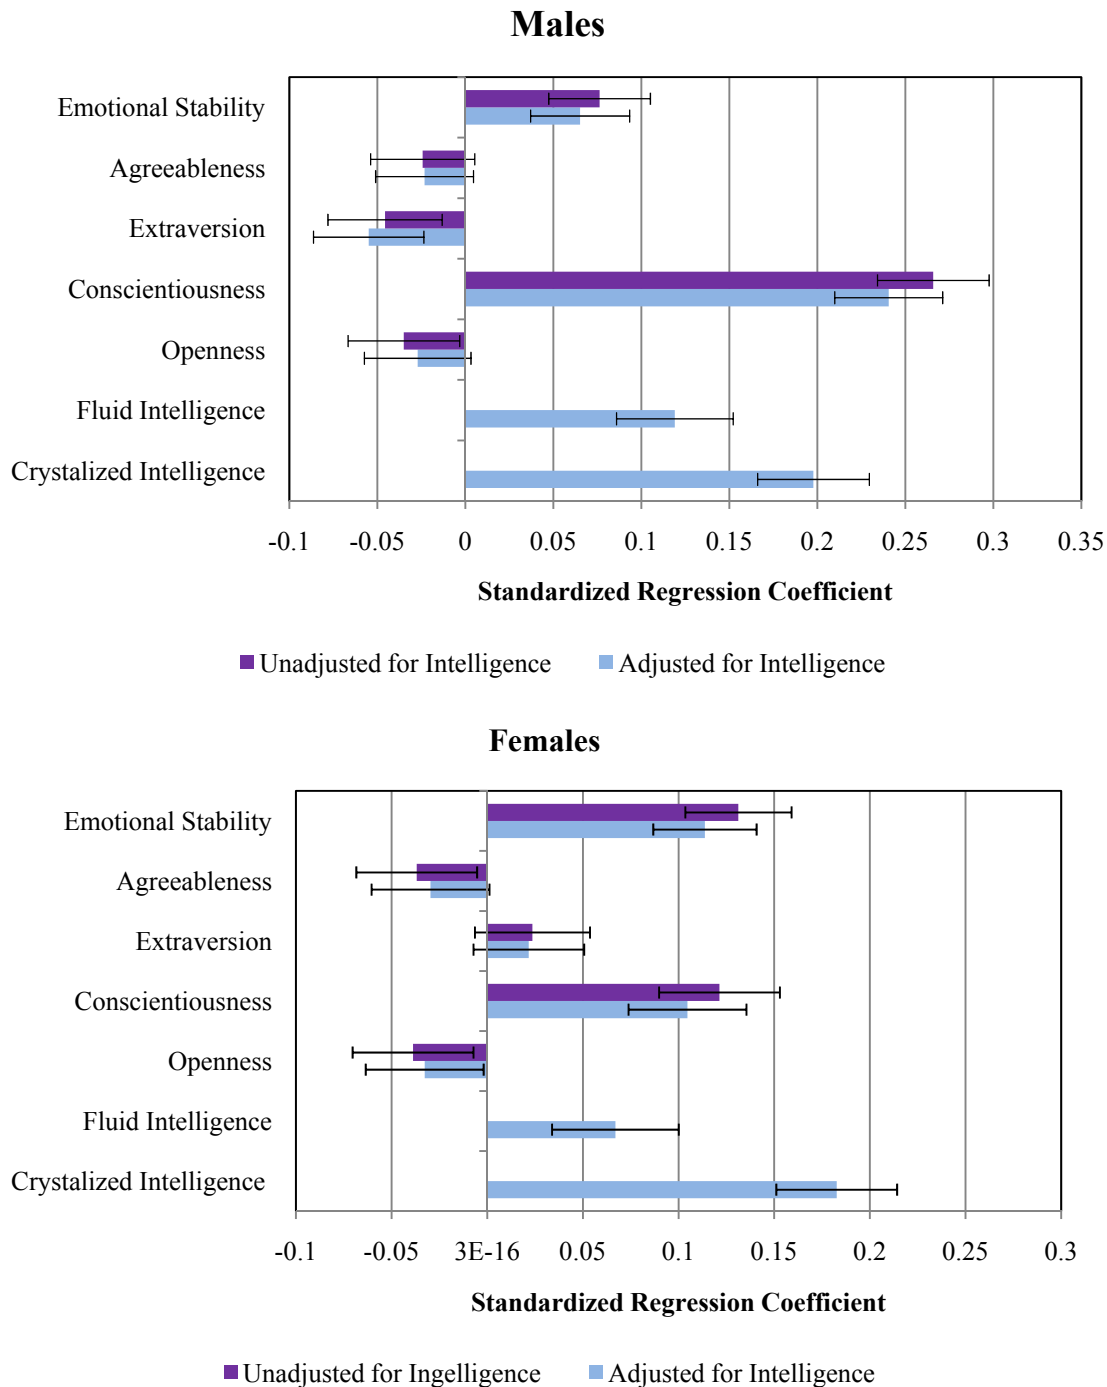 Males
Emotional Stability
Agreeableness
Extraversion
Conscientiousness
Openness
Fluid Intelligence
Crystalized Intelligence
-0.1 -0.05 0 0.05 0.1 0.15 0.2 0.25 0.3 0.35
Standardized Regression Coefficient
Unadjusted for Intelligence Adjusted for Intelligence
Females
Emotional Stability
Agreeableness
Extraversion
Conscientiousness
Openness
Fluid Intelligence
Crystalized Intelligence
-0.1 -0.05 3E-16 0.05 0.1 0.15 0.2 0.25 0.3
Standardized Regression Coefficient
Unadjusted for Ingelligence Adjusted for Intelligence